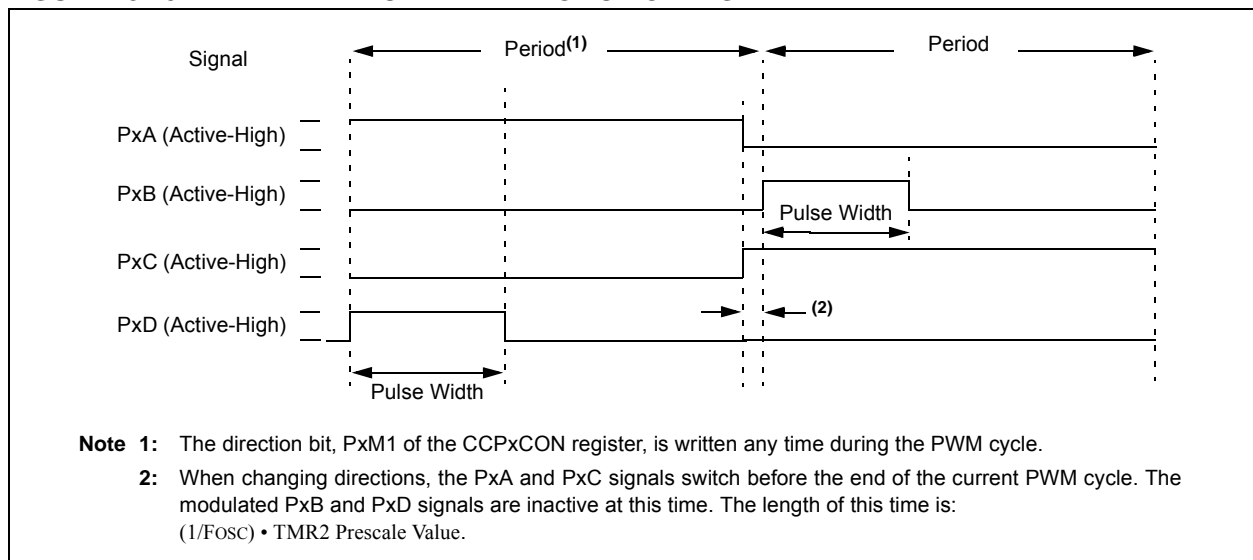 Signal
Period(1)
Period
PxA (Active-High)
PxB (Active-High)
Pulse Width
PxC (Active-High)
(2)
PxD (Active-High)
Pulse Width
Note 1: The direction bit, PxM1 of the CCPxCON register, is written any time during the PWM cycle.
2: When changing directions, the PxA and PxC signals switch before the end of the current PWM cycle. The
modulated PxB and PxD signals are inactive at this time. The length of this time is:
(1/FOSC) • TMR2 Prescale Value.